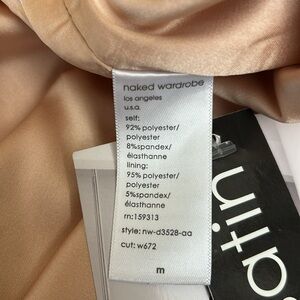 naked wardrobe
los angeles
u.s.a.
self:
92% polyester/
polyester
8%spandex/
élasthanne
lining:
95% polyester/
polyester
5%spandex/
élasthanne
rn:159313
style: nw-d3528-aa
cut: w672
m
atin